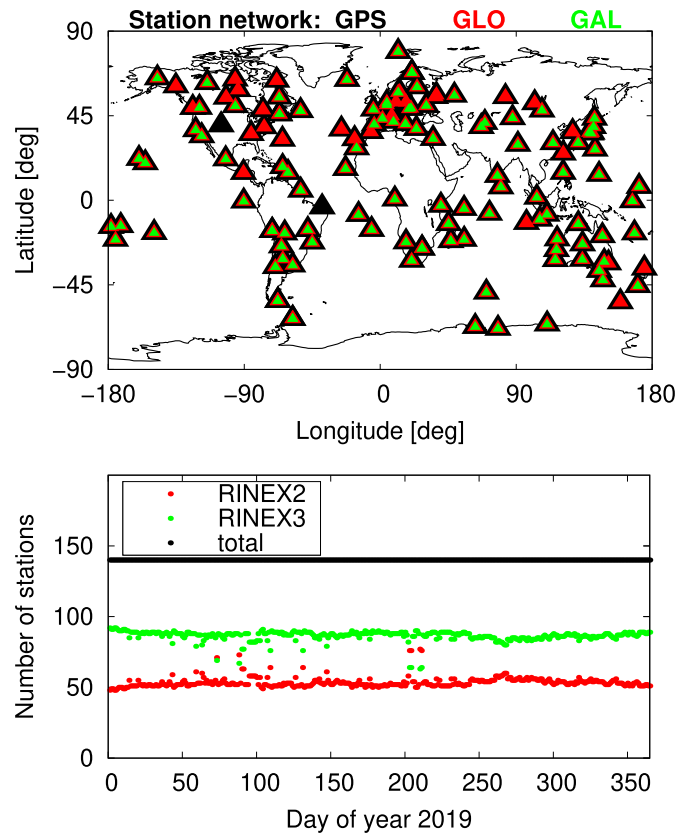 Station network: GPS GLO GAL
90
45
0
−45
−90
Latitude [deg]
−180 −90 0 90 180
Longitude [deg]
RINEX2
RINEX3
total
150
100
50
0
Number of stations
0 50 100 150 200 250 300 350
Day of year 2019